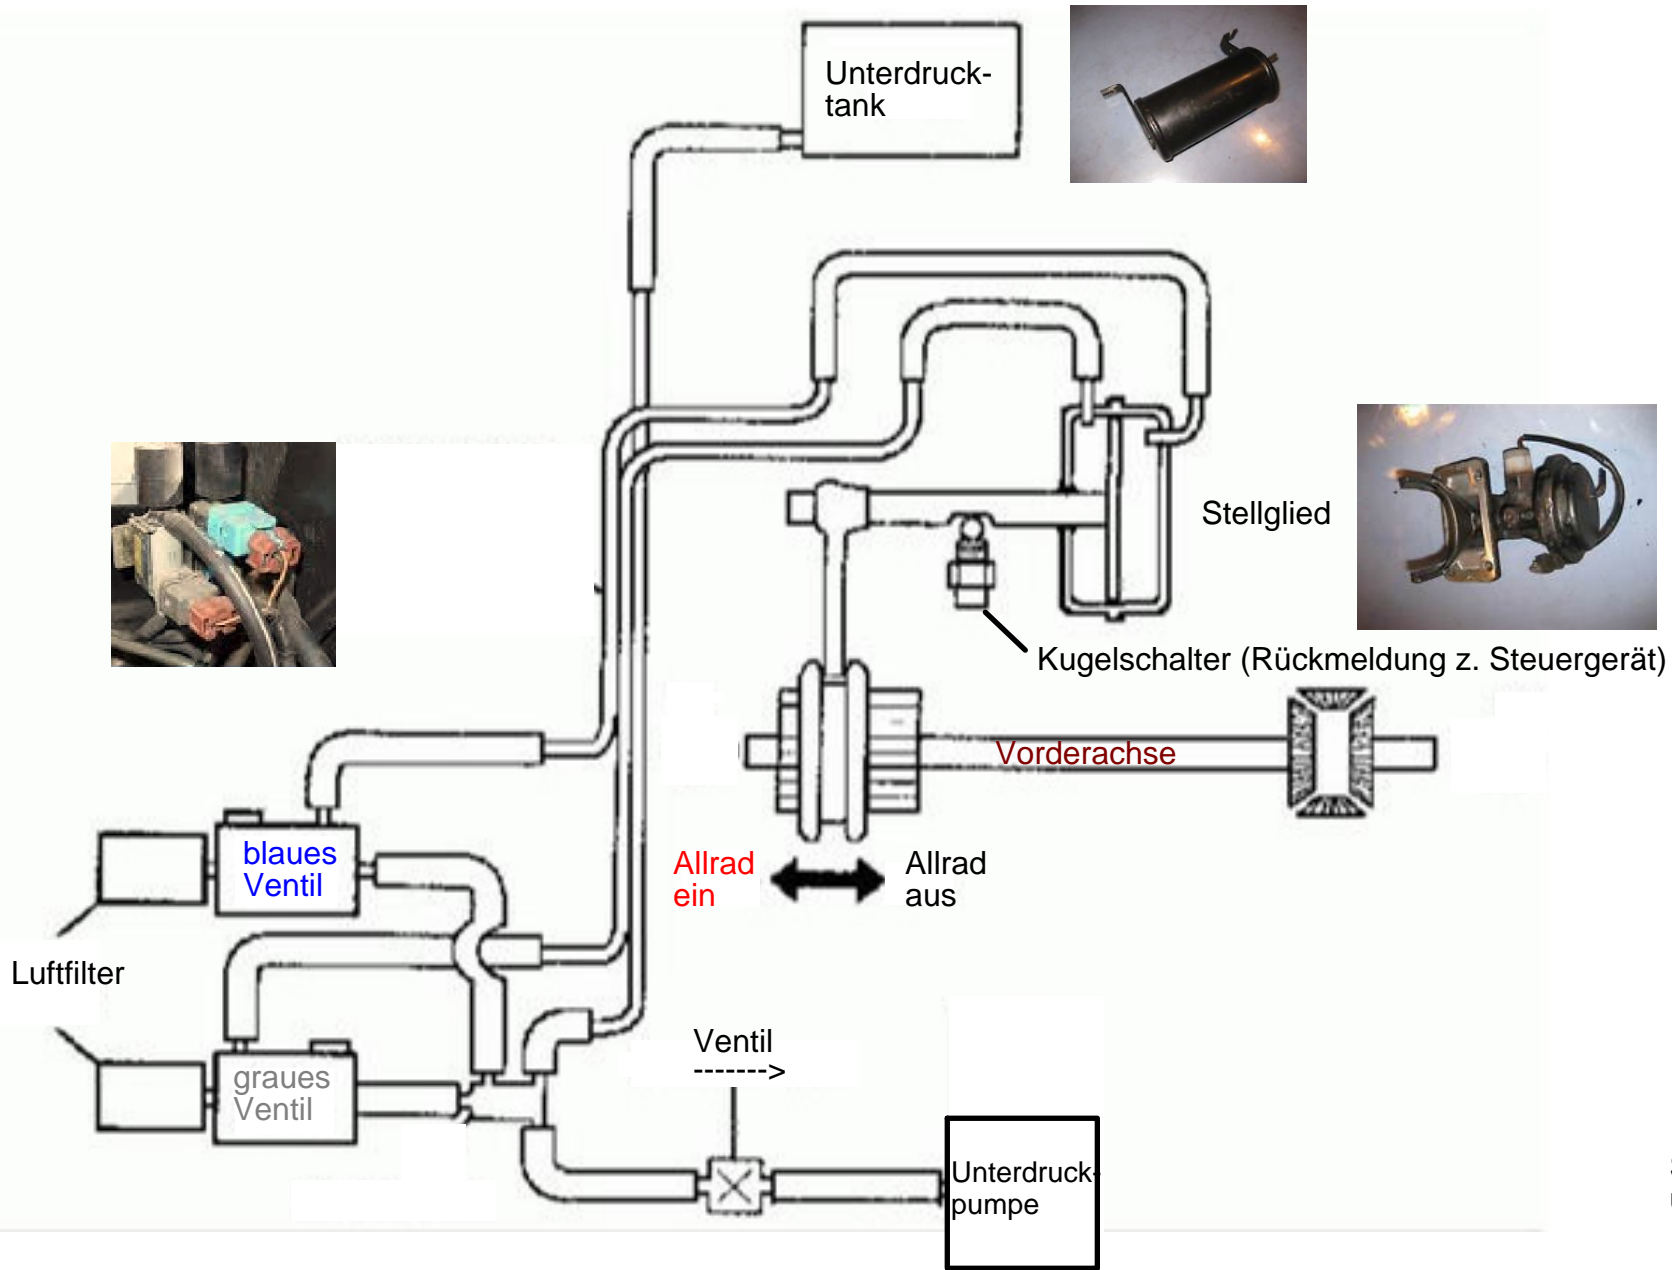 Unterdruck-
tank
Stellglied
Kugelschalter (Rückmeldung z. Steuergerät)
Vorderachse
blaues
Ventil
Allrad
ein
Allrad
aus
Luftfilter
graues
Ventil
Ventil
------->
Unterdruck-
pumpe